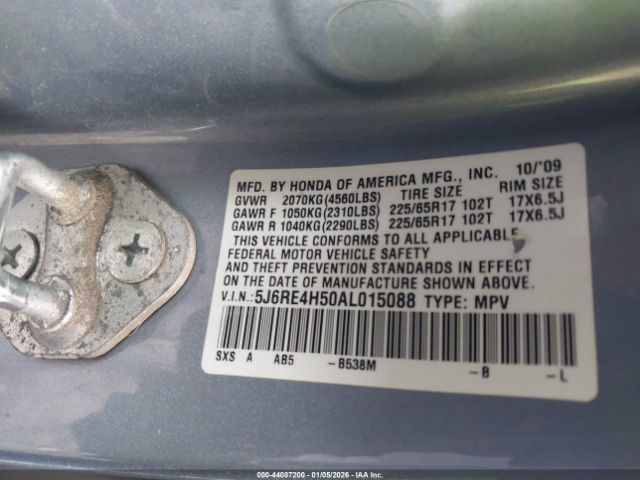 MFD. BY HONDA OF AMERICA MFG., INC. 10/'09
GVWR 2070KG(4560LBS) TIRE SIZE RIM SIZE
GAWR F 1050KG(2310LBS) 225/65R17 102T 17X6.5J
GAWR R 1040KG(2290LBS) 225/65R17 102T 17X6.5J
THIS VEHICLE CONFORMS TO ALL APPLICABLE
FEDERAL MOTOR VEHICLE SAFETY
AND THEFT PREVENTION STANDARDS IN EFFECT
ON THE DATE OF MANUFACTURE SHOWN ABOVE.
V.I.N.:5J6RE4H50AL015088 TYPE: MPV
SXS A AB5 -B538M -B -L
000-44087200 - 01/05/2026 - COPYRIGHT IAA, LLC.